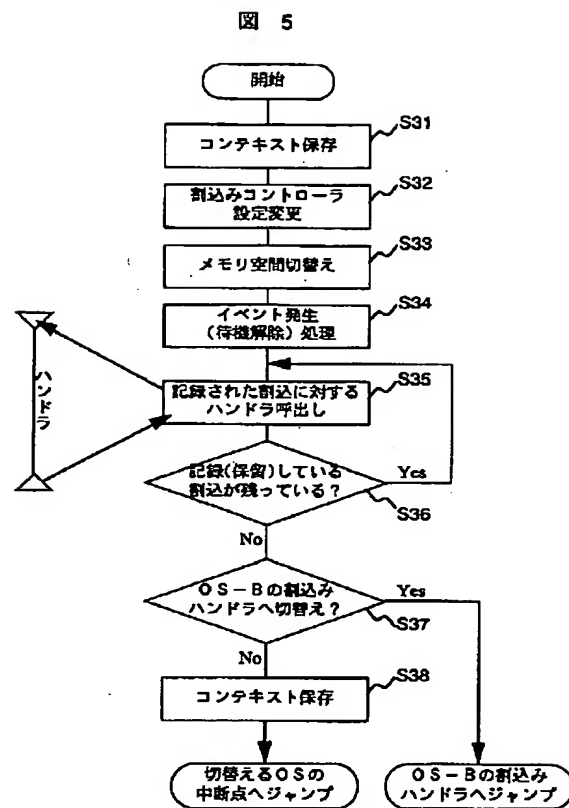 図 5
開始
コンテキスト保存
S31
割込みコントローラ
設定変更
S32
メモリ空間切替え
S33
イベント発生
(待機解除)処理
S34
ハンドラ
記録された割込に対する
ハンドラ呼出し
S35
記録(保留)している
割込が残っている?
Yes
S36
No
OS-Bの割込み
ハンドラへ切替え?
Yes
S37
No
コンテキスト保存
S38
切替えるOSの
中断点へジャンプ
OS-Bの割込み
ハンドラへジャンプ